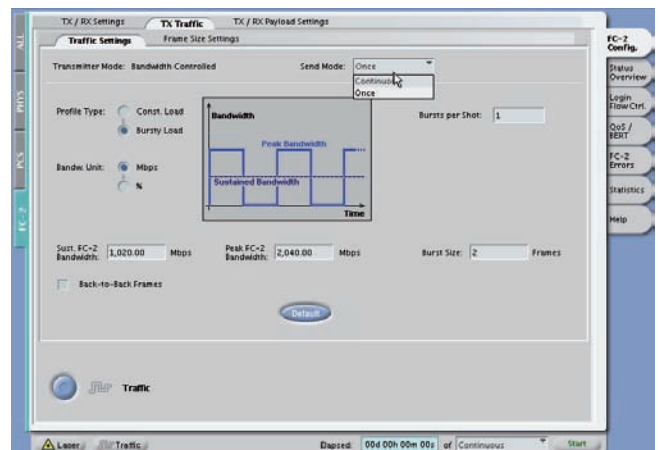 TX / RX Settings TX Traffic TX / RX Payload Settings
Traffic Settings Frame Size Settings
Transmitter Mode: Bandwidth Controlled Send Mode: Once
Continuous
Once
Profile Type: Const. Load
Bursty Load
Bandw. Unit: Mbps
%
Bandwidth
Peak Bandwidth
Sustained Bandwidth
Time
Bursts per Shot: 1
Sust. FC-2 Bandwidth: 1,020.00 Mbps
Peak FC-2 Bandwidth: 2,040.00 Mbps
Burst Size: 2 Frames
Back-to-Back Frames
Default
Traffic
Laser Traffic Elapsed: 00d 00h 00m 00s of Continuous Start
ALL
PHYS
PCS
FC-2
FC-2 Config.
Status Overview
Login Flow Ctrl.
QoS / BERT
FC-2 Errors
Statistics
Help